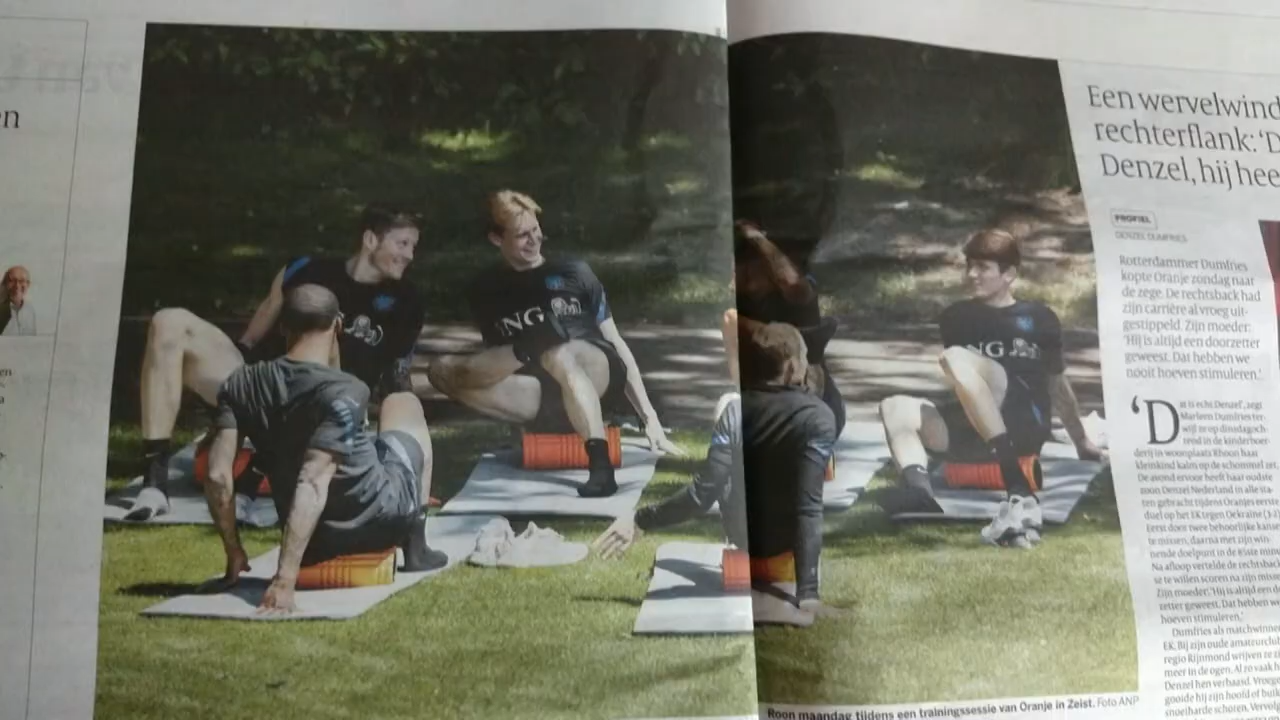 en
en
a
NG
NG
Roon maandag tijdens een trainingssessie van Oranje in Zeist. Foto ANP
Een wervelwind
rechterflank: ‘D
Denzel, hij hee
PROFIEL
DENZEL DUMFRIES
Rotterdammer Dumfries
kopte Oranje zondag naar
de zege. De rechtsback had
zijn carrière al vroeg uit-
gestippeld. Zijn moeder:
‘Hij is altijd een doorzetter
geweest. Dat hebben we
nooit hoeven stimuleren.’
‘Dat is echt Denzel’, zegt
Marleen Dumfries ter-
wijl ze op dinsdagoch-
tend in de kinderboer-
derij in woonplaats Rhoon haar
kleinkind kalm op de schommel zet.
De avond ervoor heeft haar oudste
zoon Denzel Nederland in alle sta-
ten gebracht tijdens Oranjes eerste
duel op het EK tegen Oekraïne (3-2)
Eerst door twee behoorlijke kanse
te missen, daarna met zijn win-
nende doelpunt in de 85ste minu
Na afloop vertelde de rechtsback
se te willen scoren na zijn misse
Zijn moeder: ‘Hij is altijd een do
zetter geweest. Dat hebben we
hoeven stimuleren.’
Dumfries als matchwinner
EK. Bij zijn oude amateurclub
regio Rijnmond wrijven ze zi
meer in de ogen. Al zo vaak h
Denzel hen verbaasd. Vroege
gooide hij zijn hoofd of buik
snoeiharde schoten. Vervolg